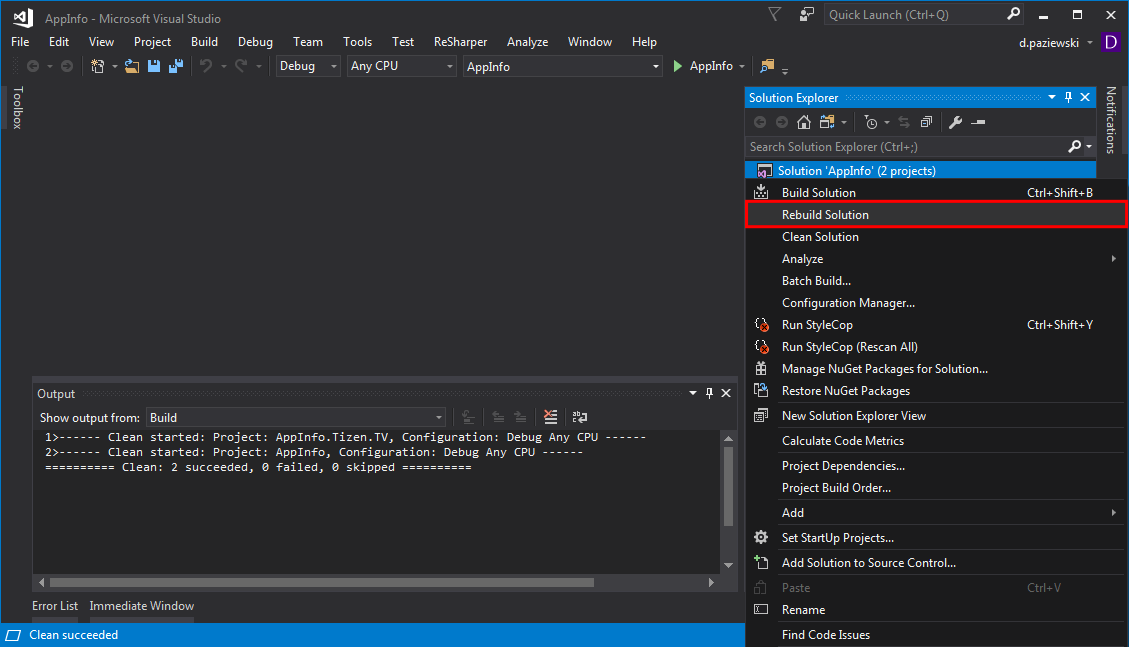 AppInfo - Microsoft Visual Studio
Quick Launch (Ctrl+Q)
File Edit View Project Build Debug Team Tools Test ReSharper Analyze Window Help
d.paziewski D
Debug Any CPU AppInfo AppInfo
Toolbox
Notifications
Solution Explorer
Search Solution Explorer (Ctrl+;)
Solution 'AppInfo' (2 projects)
Build Solution Ctrl+Shift+B
Rebuild Solution
Clean Solution
Analyze
Batch Build...
Configuration Manager...
Run StyleCop Ctrl+Shift+Y
Run StyleCop (Rescan All)
Manage NuGet Packages for Solution...
Restore NuGet Packages
New Solution Explorer View
Calculate Code Metrics
Project Dependencies...
Project Build Order...
Add
Set StartUp Projects...
Add Solution to Source Control...
Paste Ctrl+V
Rename
Find Code Issues
Output
Show output from: Build
1>------ Clean started: Project: AppInfo.Tizen.TV, Configuration: Debug Any CPU ------
2>------ Clean started: Project: AppInfo, Configuration: Debug Any CPU ------
========== Clean: 2 succeeded, 0 failed, 0 skipped ==========
Error List Immediate Window
Clean succeeded